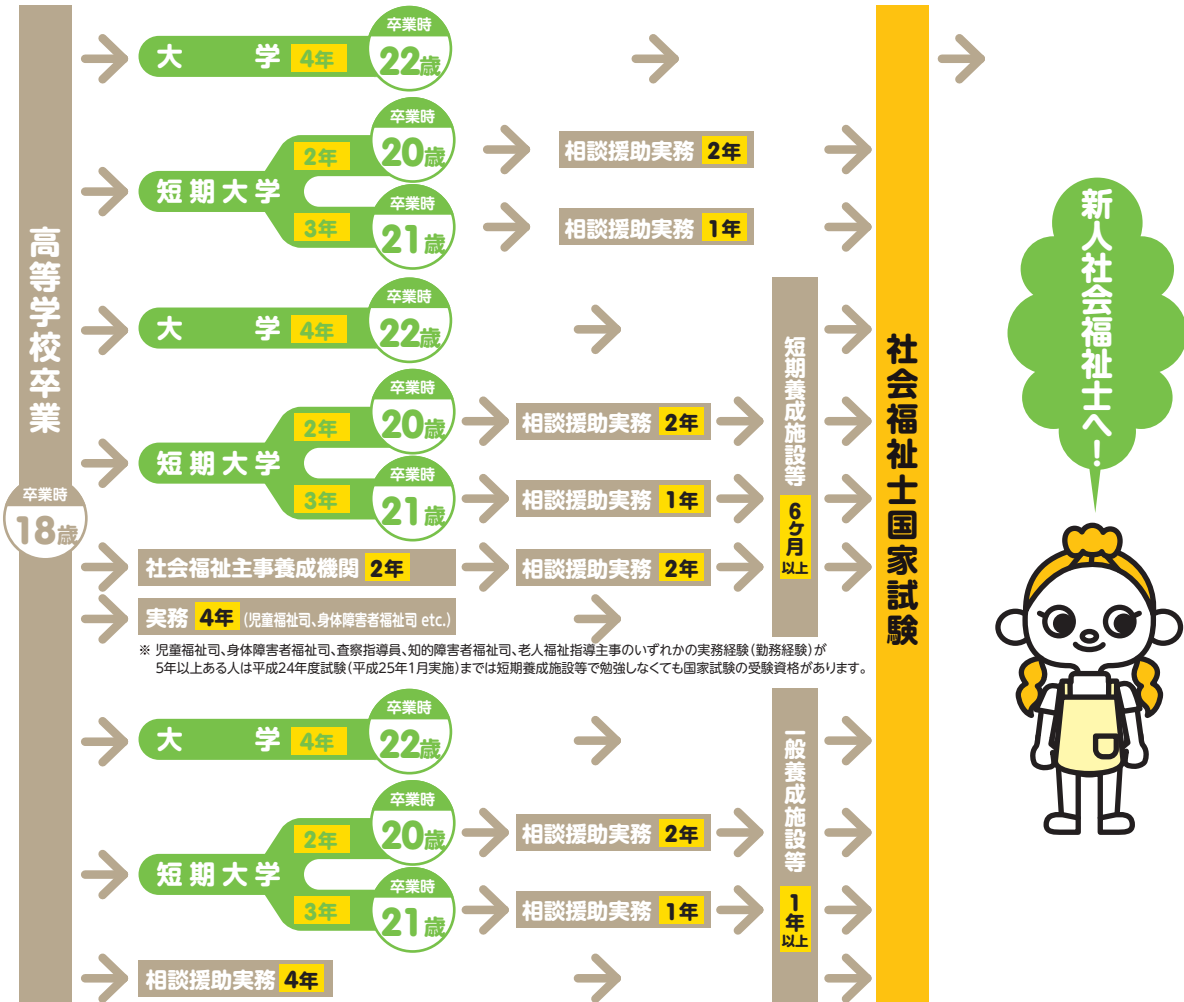 高等学校卒業
卒業時
18歳
大学 4年
卒業時
22歳
短期大学
2年
卒業時
20歳
相談援助実務 2年
3年
卒業時
21歳
相談援助実務 1年
大学 4年
卒業時
22歳
短期大学
2年
卒業時
20歳
相談援助実務 2年
3年
卒業時
21歳
相談援助実務 1年
社会福祉主事養成機関 2年
相談援助実務 2年
実務 4年 (児童福祉司、身体障害者福祉司 etc.)
短期養成施設等
6ヶ月
以上
※ 児童福祉司、身体障害者福祉司、査察指導員、知的障害者福祉司、老人福祉指導主事のいずれかの実務経験(勤務経験)が
5年以上ある人は平成24年度試験(平成25年1月実施)までは短期養成施設等で勉強しなくても国家試験の受験資格があります。
大学 4年
卒業時
22歳
短期大学
2年
卒業時
20歳
相談援助実務 2年
3年
卒業時
21歳
相談援助実務 1年
相談援助実務 4年
一般養成施設等
1年
以上
社会福祉士国家試験
新人社会福祉士へ!